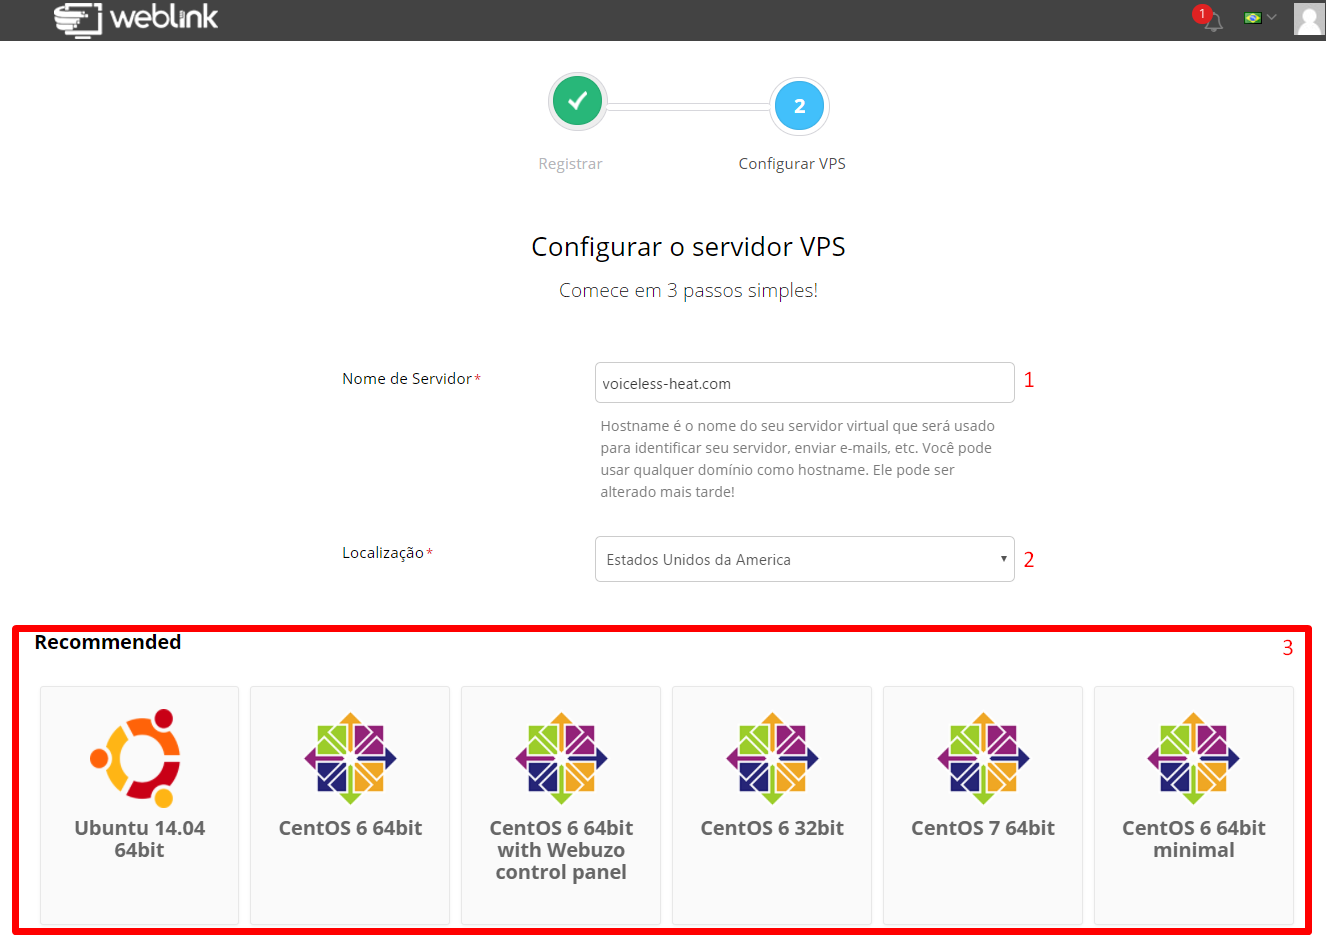 weblink
1
2
Registrar
Configurar VPS
Configurar o servidor VPS
Comece em 3 passos simples!
Nome de Servidor*
voiceless-heat.com
1
Hostname é o nome do seu servidor virtual que será usado
para identificar seu servidor, enviar e-mails, etc. Você pode
usar qualquer domínio como hostname. Ele pode ser
alterado mais tarde!
Localização*
Estados Unidos da America
2
Recommended
3
Ubuntu 14.04
64bit
CentOS 6 64bit
CentOS 6 64bit
with Webuzo
control panel
CentOS 6 32bit
CentOS 7 64bit
CentOS 6 64bit
minimal